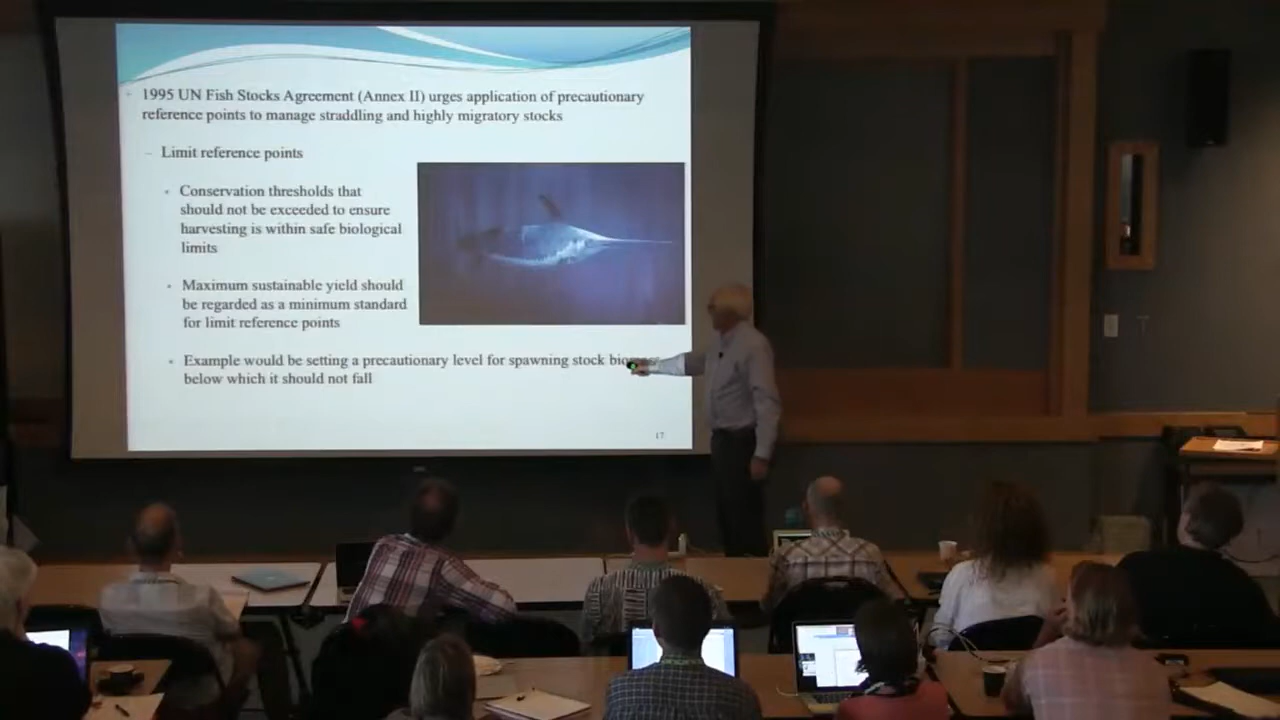 1995 UN Fish Stocks Agreement (Annex II) urges application of precautionary
reference points to manage straddling and highly migratory stocks
Limit reference points
Conservation thresholds that
should not be exceeded to ensure
harvesting is within safe biological
limits
Maximum sustainable yield should
be regarded as a minimum standard
for limit reference points
Example would be setting a precautionary level for spawning stock
below which it should not fall
17